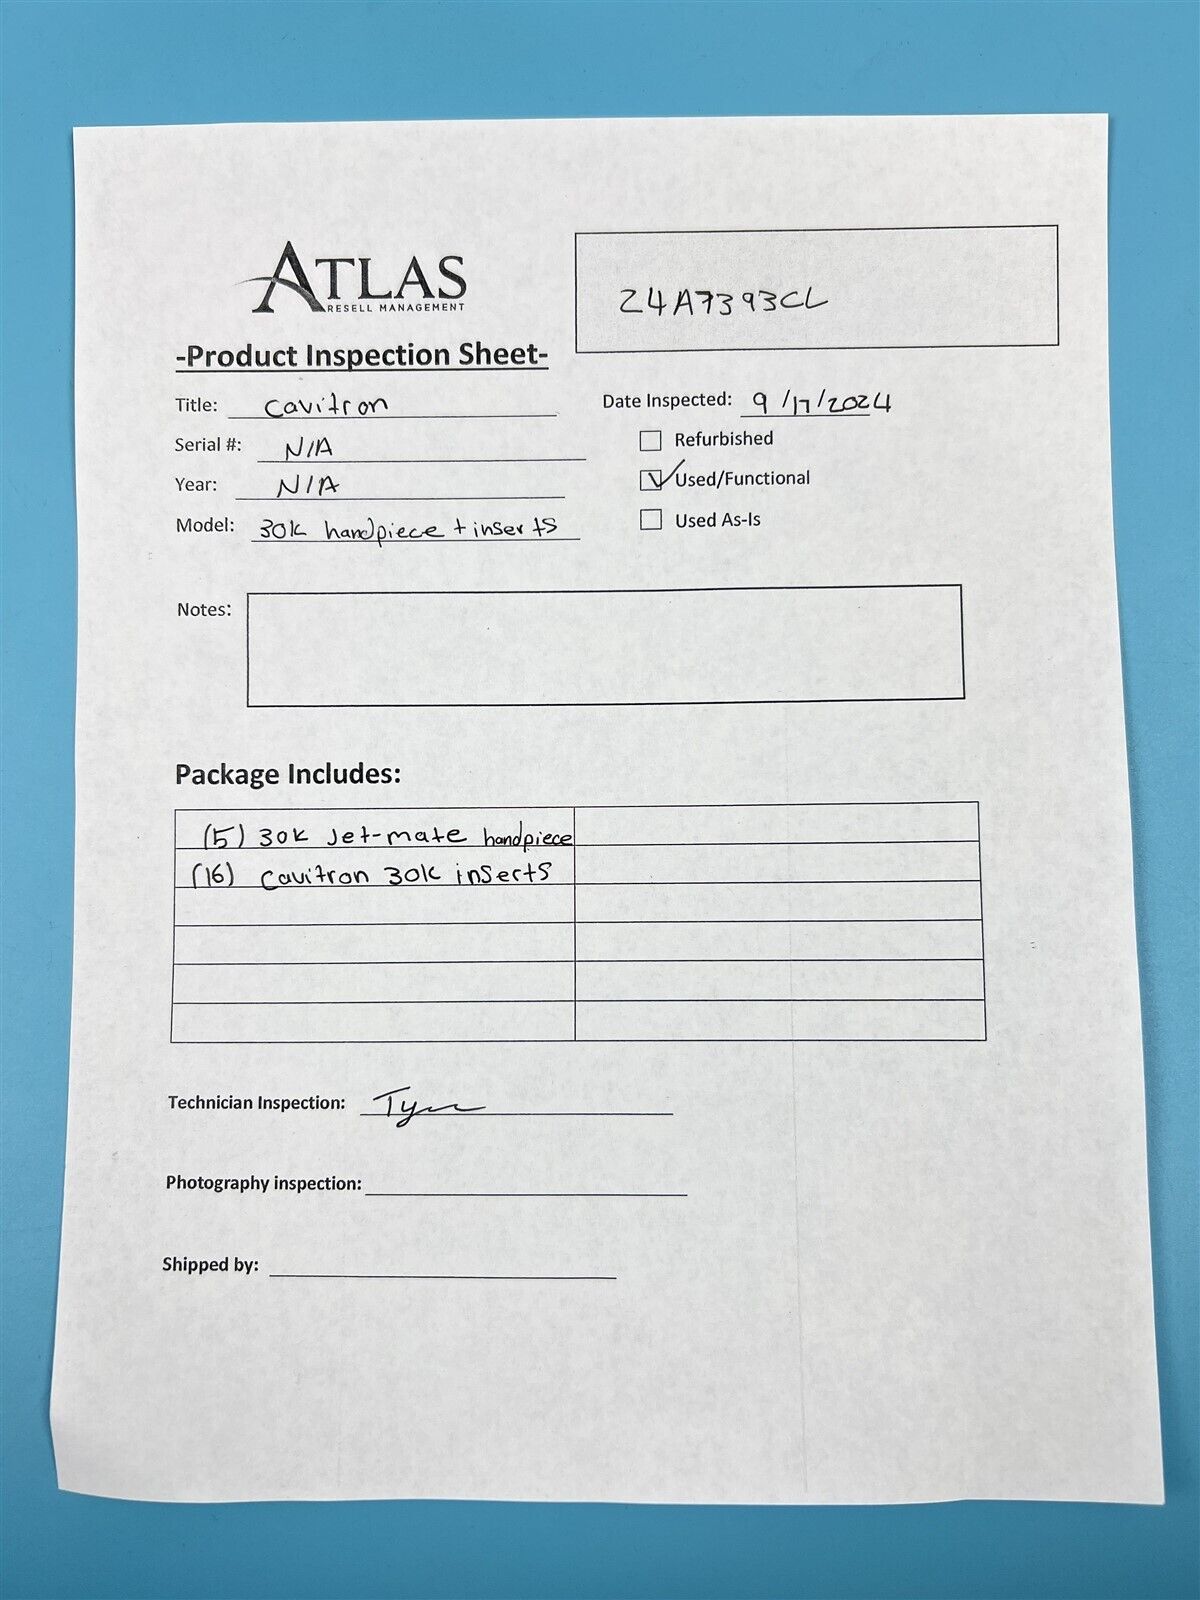 ATLAS
RESELL MANAGEMENT
24A7393CL
-Product Inspection Sheet-
Title: Cavitron
Date Inspected: 9/17/2024
Serial #: N/A
Refurbished
Year: N/A
Used/Functional
Model: 30K handpiece + inserts
Used As-Is
Notes:
Package Includes:
(5) 30K Jet-mate handpiece
(16) Cavitron 30K inserts
Technician Inspection:
Photography inspection:
Shipped by: